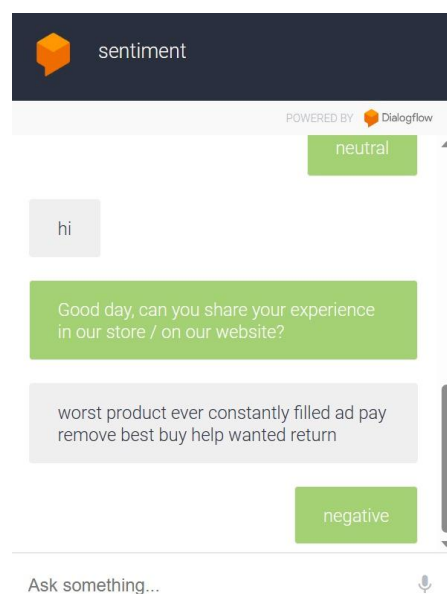 sentiment
POWERED BY Dialogflow
neutral
hi
Good day, can you share your experience
in our store / on our website?
worst product ever constantly filled ad pay
remove best buy help wanted return
negative
Ask something...